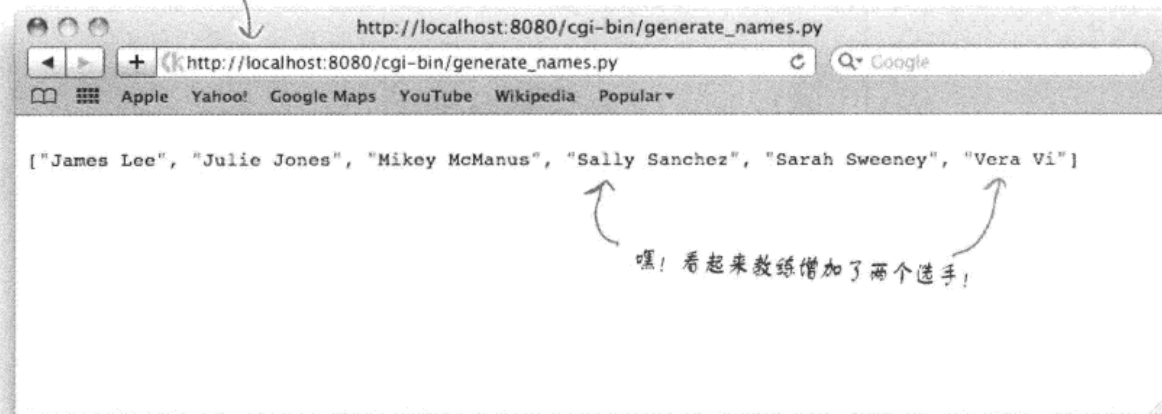 http://localhost:8080/cgi-bin/generate_names.py
http://localhost:8080/cgi-bin/generate_names.py
Google
Apple Yahoo! Google Maps YouTube Wikipedia Popular
["James Lee", "Julie Jones", "Mikey McManus", "Sally Sanchez", "Sarah Sweeney", "Vera Vi"]
嘿！看起来教练增加了两个选手！